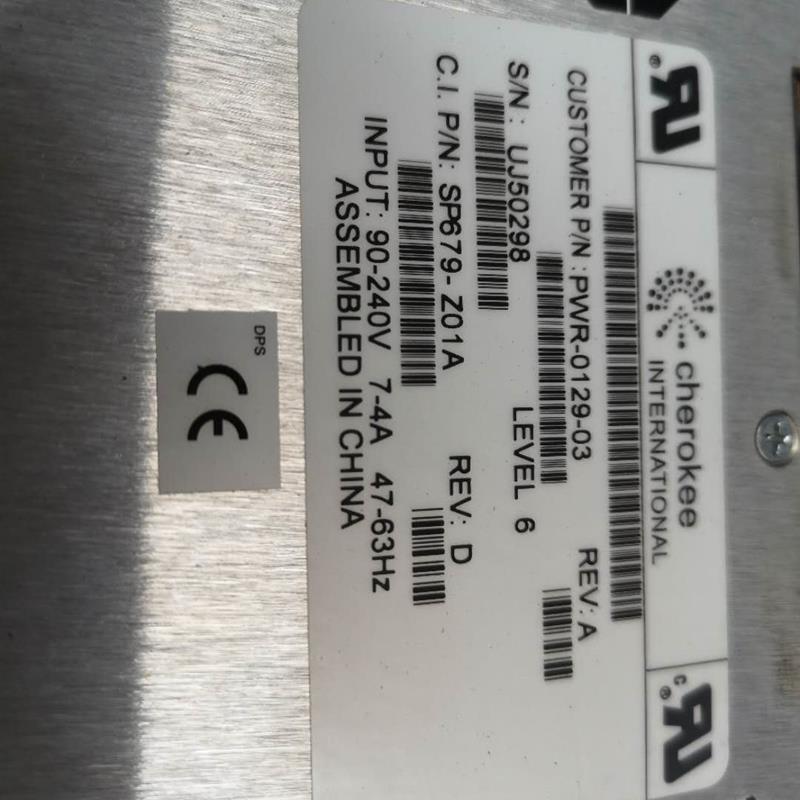 cherokee
INTERNATIONAL
CUSTOMER P/N : PWR-0129-03 REV: A
S/N : UJ50298 LEVEL 6
C.I. P/N: SP679- Z01A REV: D
INPUT: 90-240V 7-4A 47-63Hz
ASSEMBLED IN CHINA
DPS
CE